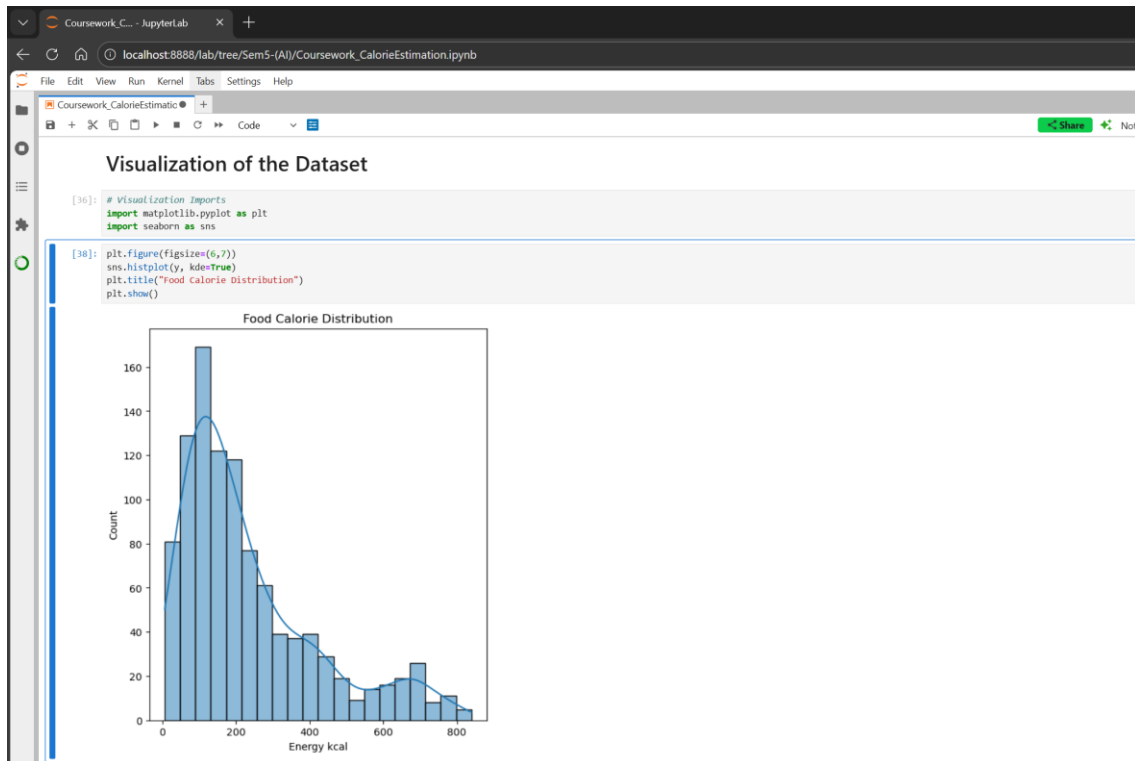 Coursework_C... - JupyterLab
localhost:8888/lab/tree/Sem5-(AI)/Coursework_CalorieEstimation.ipynb
File Edit View Run Kernel Tabs Settings Help
Coursework_CalorieEstimatic
Code
Share
Not
Visualization of the Dataset
[36]: # Visualization Imports
import matplotlib.pyplot as plt
import seaborn as sns
[38]: plt.figure(figsize=(6,7))
sns.histplot(y, kde=True)
plt.title("Food Calorie Distribution")
plt.show()
Food Calorie Distribution
160
140
120
100
80
60
40
20
0
Count
0 200 400 600 800
Energy kcal